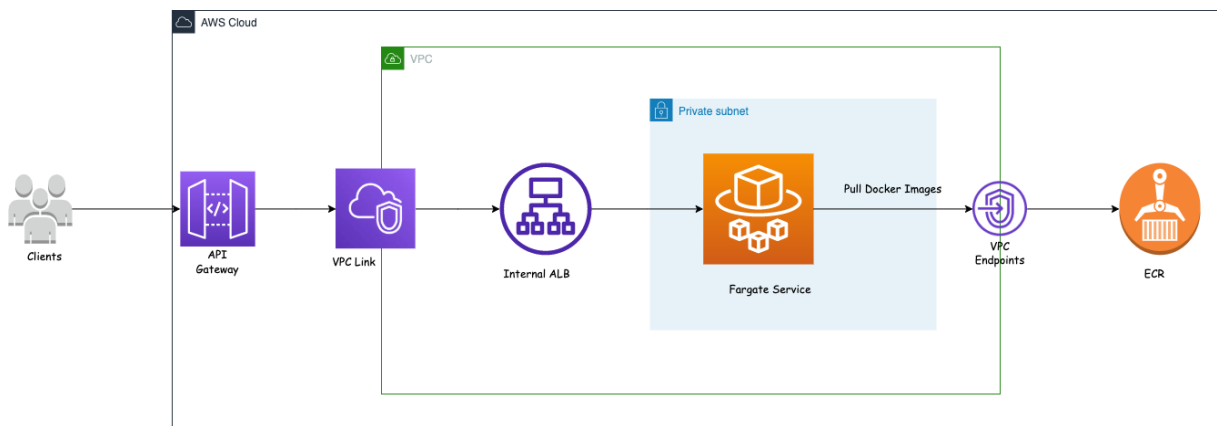 AWS Cloud
VPC
Private subnet
Pull Docker Images
Clients
API
Gateway
VPC Link
Internal ALB
Fargate Service
VPC
Endpoints
ECR